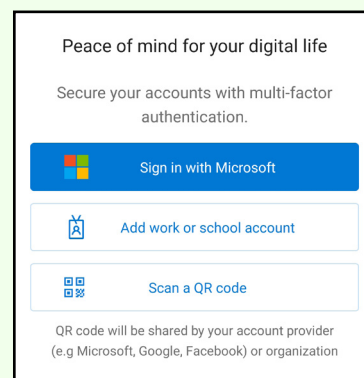 Peace of mind for your digital life
Secure your accounts with multi-factor
authentication.
Sign in with Microsoft
Add work or school account
Scan a QR code
QR code will be shared by your account provider
(e.g Microsoft, Google, Facebook) or organization